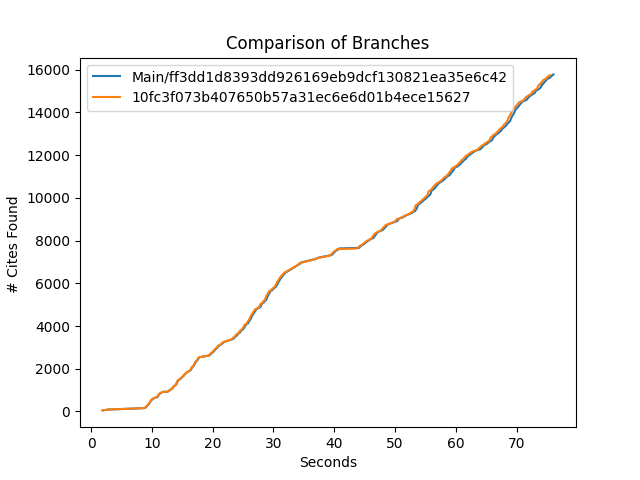 Comparison of Branches
Main/ff3dd1d8393dd926169eb9dcf130821ea35e6c42
10fc3f073b407650b57a31ec6e6d01b4ece15627
16000
14000
12000
10000
8000
6000
4000
2000
0
# Cites Found
0 10 20 30 40 50 60 70
Seconds